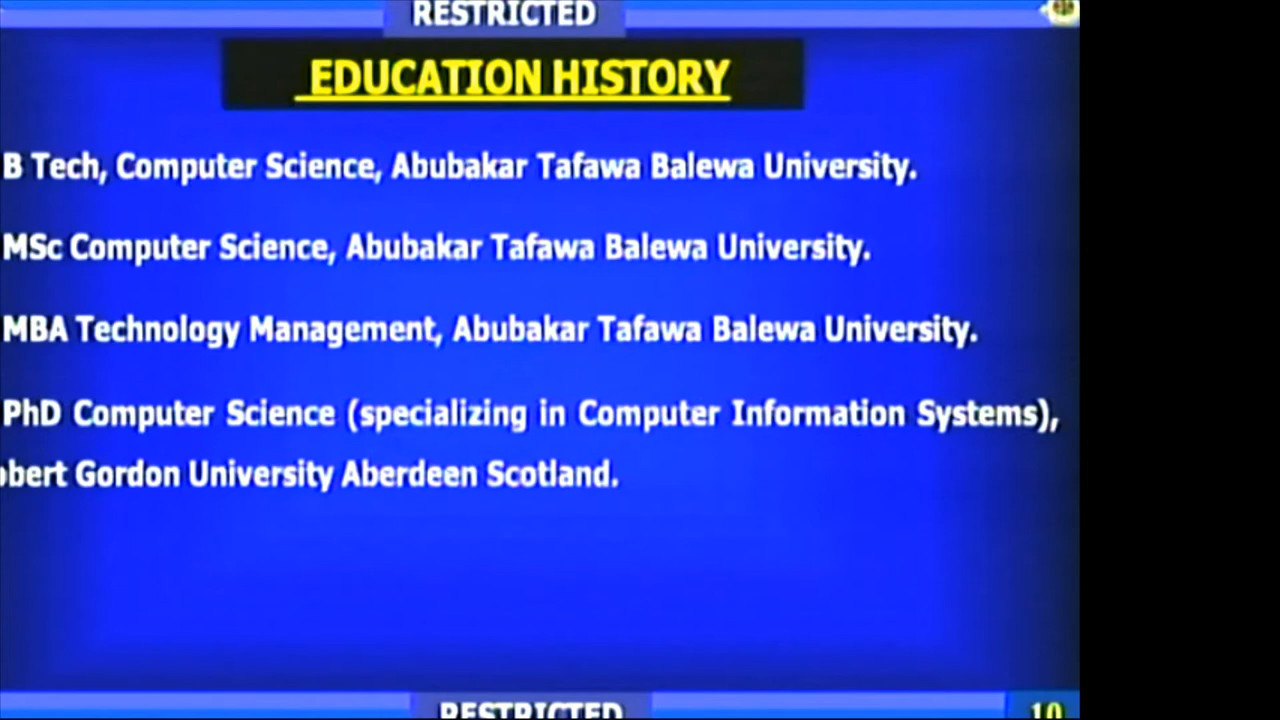 RESTRICTED
EDUCATION HISTORY
B Tech, Computer Science, Abubakar Tafawa Balewa University.
MSc Computer Science, Abubakar Tafawa Balewa University.
MBA Technology Management, Abubakar Tafawa Balewa University.
PhD Computer Science (specializing in Computer Information Systems),
obert Gordon University Aberdeen Scotland.
RESTRICTED
10